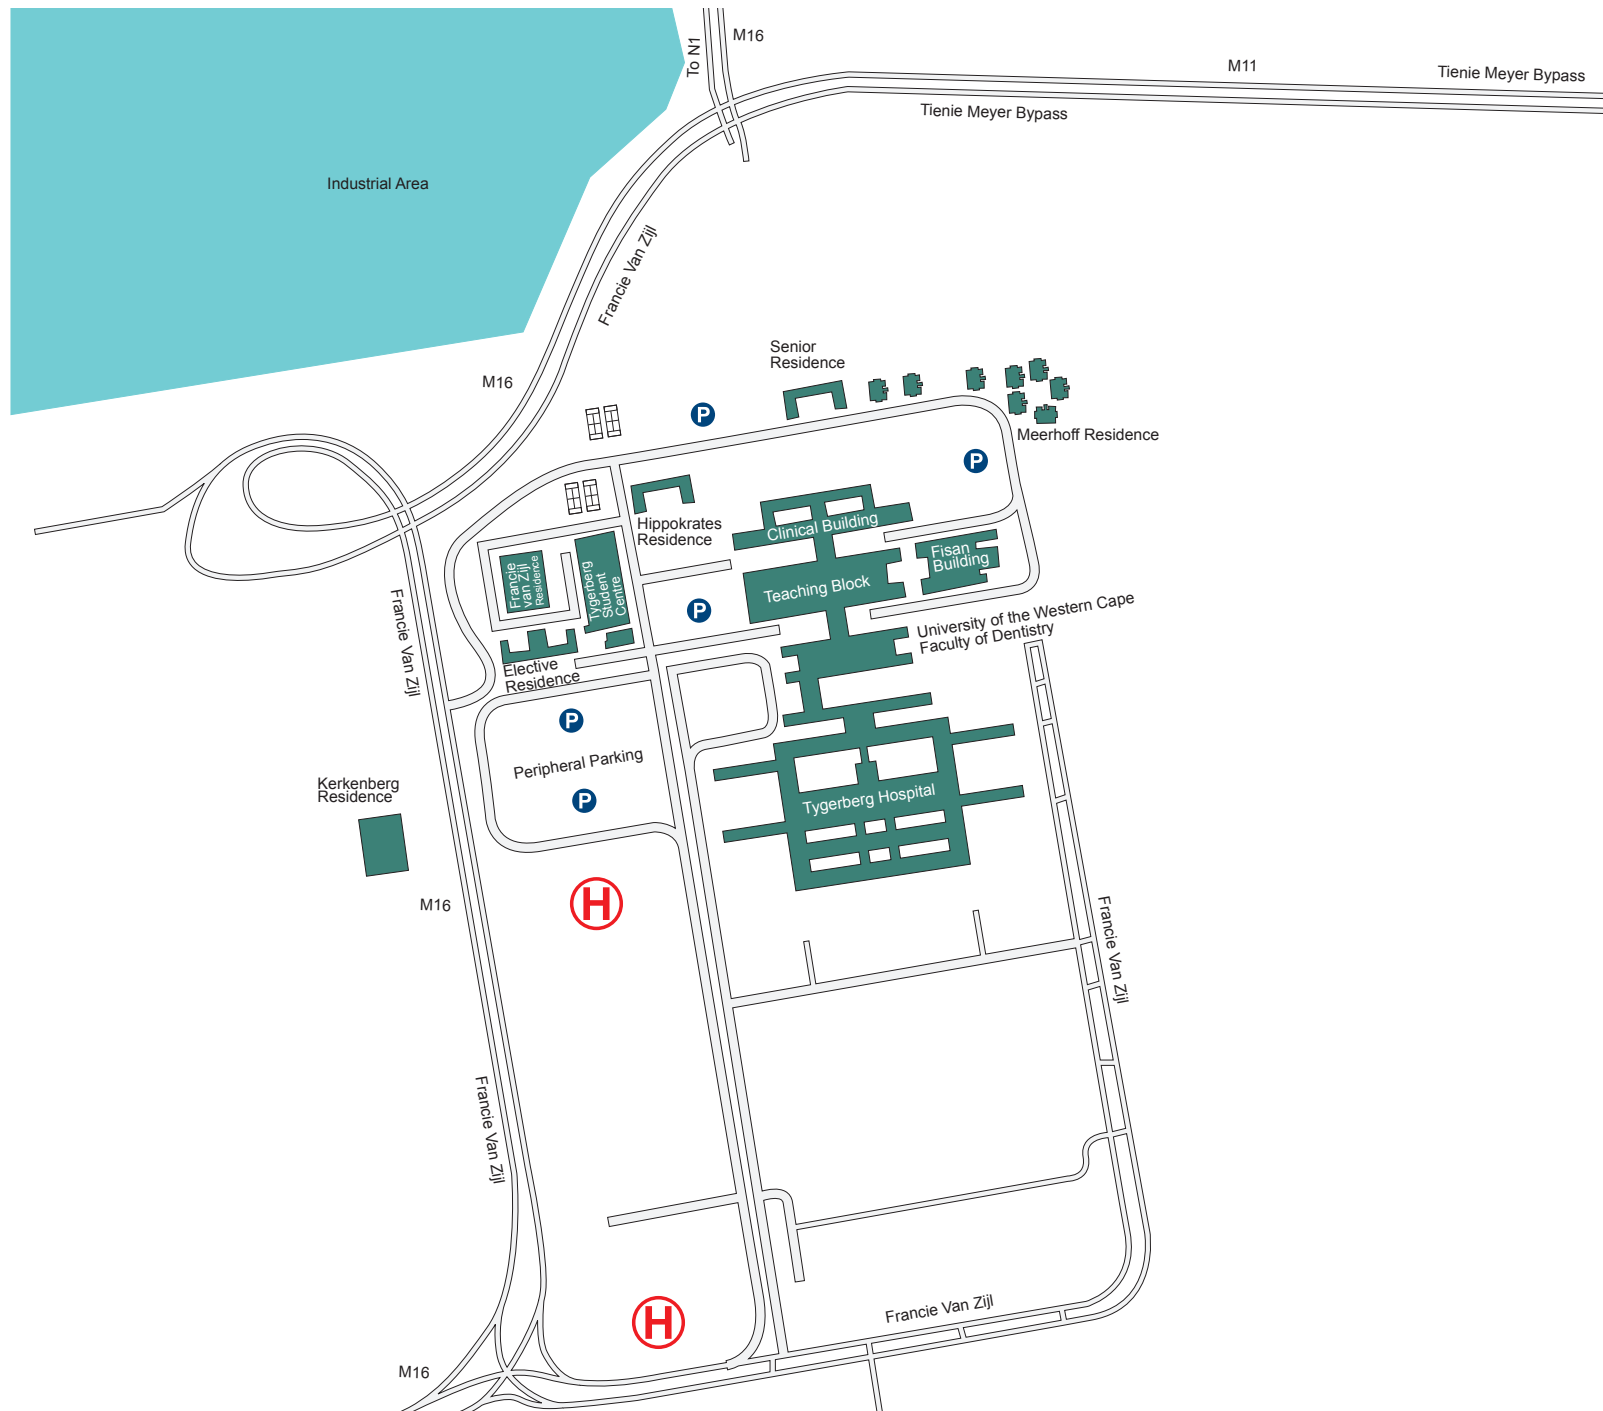 To N1
M16
M11
Tienie Meyer Bypass
Tienie Meyer Bypass
Industrial Area
Francie Van Zijl
M16
Senior
Residence
P
Meerhoff Residence
P
Hippokrates
Residence
Clinical Building
Fisan
Building
Francie
van Zijl
Residence
Tygerberg
Student
Centre
Teaching Block
P
University of the Western Cape
Faculty of Dentistry
Francie Van Zijl
Elective
Residence
P
Peripheral Parking
P
Kerkenberg
Residence
Tygerberg Hospital
M16
H
Francie Van Zijl
Francie Van Zijl
Francie Van Zijl
H
M16